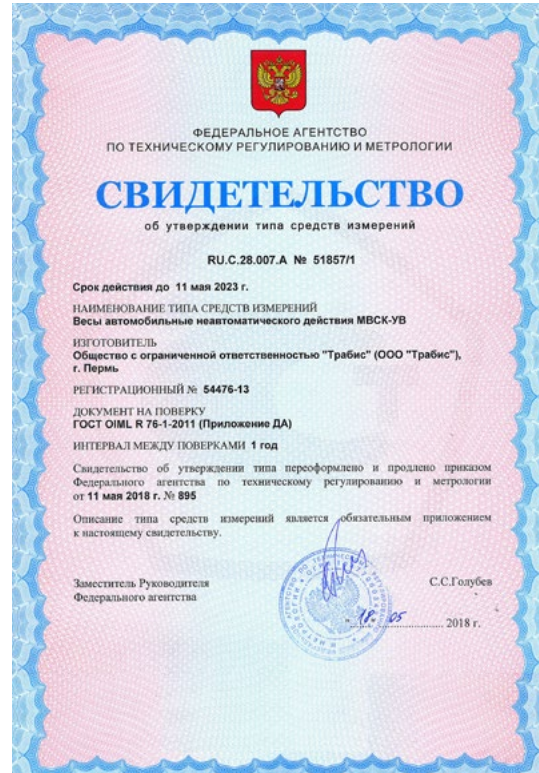 ФЕДЕРАЛЬНОЕ АГЕНТСТВО
ПО ТЕХНИЧЕСКОМУ РЕГУЛИРОВАНИЮ И МЕТРОЛОГИИ
СВИДЕТЕЛЬСТВО
об утверждении типа средств измерений
RU.C.28.007.A № 51857/1
Срок действия до 11 мая 2023 г.
НАИМЕНОВАНИЕ ТИПА СРЕДСТВ ИЗМЕРЕНИЙ
Весы автомобильные неавтоматического действия МВСК-УВ
ИЗГОТОВИТЕЛЬ
Общество с ограниченной ответственностью "Трабис" (ООО "Трабис"),
г. Пермь
РЕГИСТРАЦИОННЫЙ № 54476-13
ДОКУМЕНТ НА ПОВЕРКУ
ГОСТ OIML R 76-1-2011 (Приложение ДА)
ИНТЕРВАЛ МЕЖДУ ПОВЕРКАМИ 1 год
Свидетельство об утверждении типа переоформлено и продлено приказом
Федерального агентства по техническому регулированию и метрологии
от 11 мая 2018 г. № 895
Описание типа средств измерений является обязательным приложением
к настоящему свидетельству.
Заместитель Руководителя
Федерального агентства
С.С.Голубев
"18" 05 2018 г.